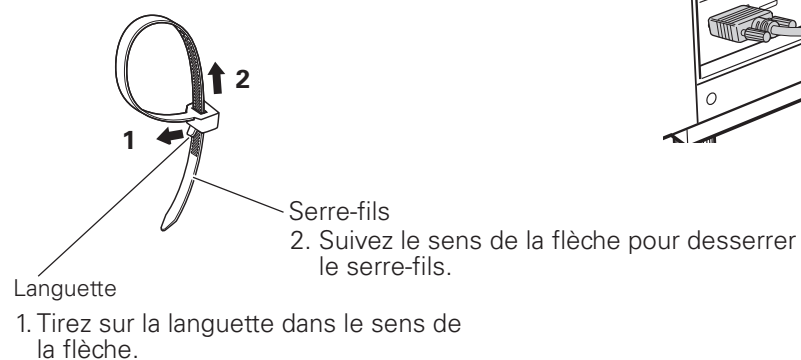 2
1
Serre-fils
2. Suivez le sens de la flèche pour desserrer
le serre-fils.
Languette
1. Tirez sur la languette dans le sens de
la flèche.